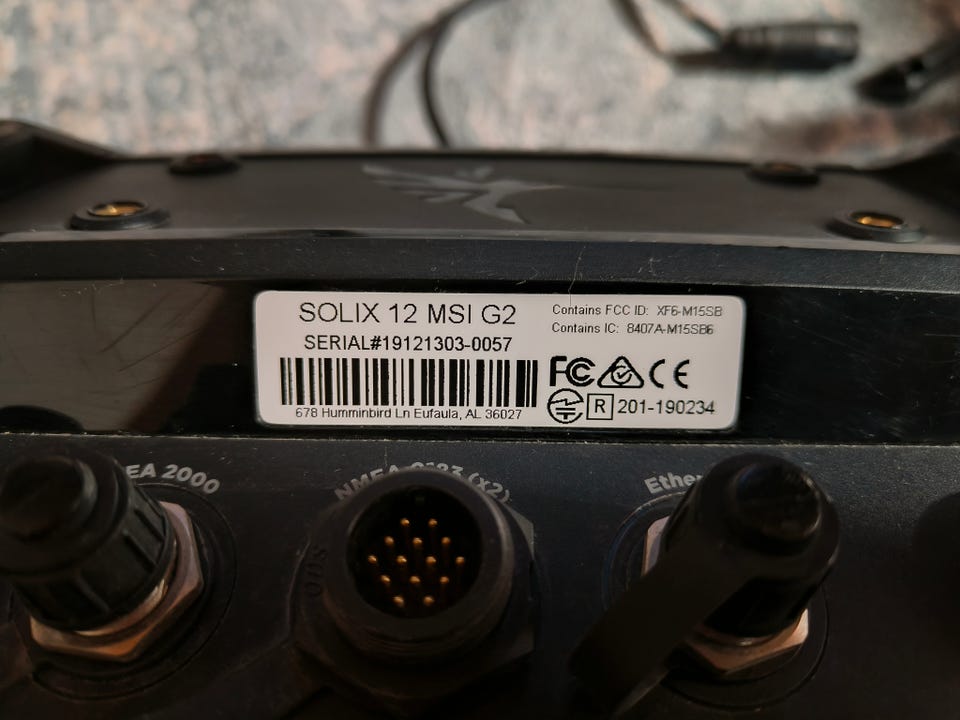 SOLIX 12 MSI G2
SERIAL#19121303-0057
678 Humminbird Ln Eufaula, AL 36027
Contains FCC ID: XF6-M15SB
Contains IC: 8407A-M15SB6
FC CE
R 201-190234
EA 2000
NMEA 0183 (x2)
Ether
SOD